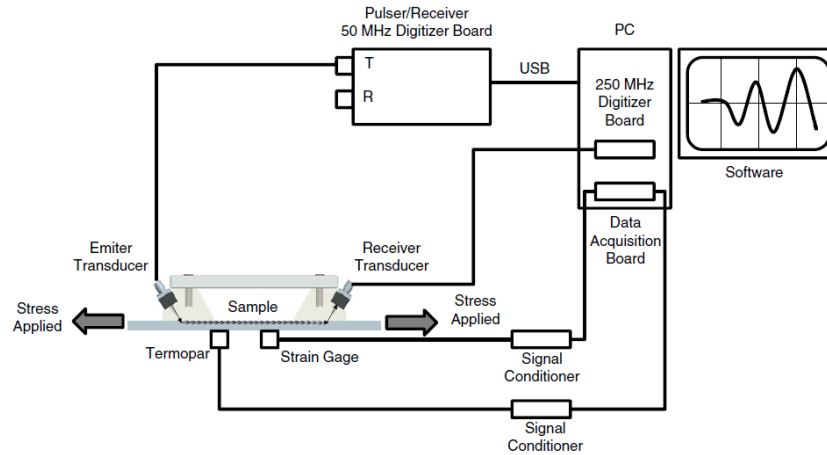 Pulser/Receiver
50 MHz Digitizer Board
PC
T
R
USB
250 MHz
Digitizer
Board
Software
Emiter
Transducer
Receiver
Transducer
Data
Acquisition
Board
Stress
Applied
Sample
Stress
Applied
Termopar
Strain Gage
Signal
Conditioner
Signal
Conditioner